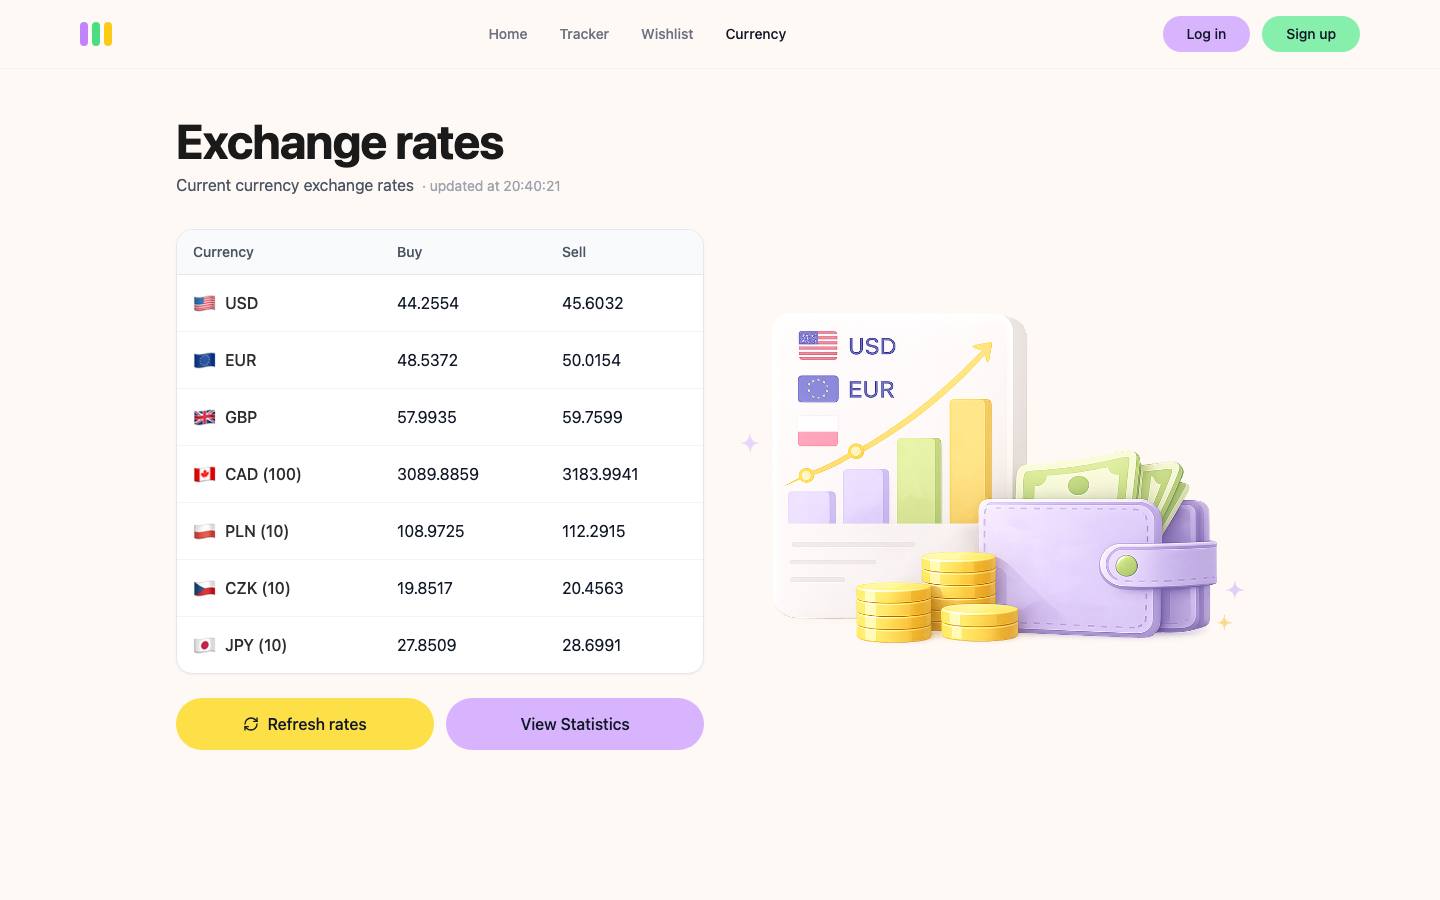 Home Tracker Wishlist Currency Log in Sign up
Exchange rates
Current currency exchange rates · updated at 20:40:21
Currency Buy Sell
USD 44.2554 45.6032
EUR 48.5372 50.0154
GBP 57.9935 59.7599
CAD (100) 3089.8859 3183.9941
PLN (10) 108.9725 112.2915
CZK (10) 19.8517 20.4563
JPY (10) 27.8509 28.6991
Refresh rates View Statistics
USD
EUR